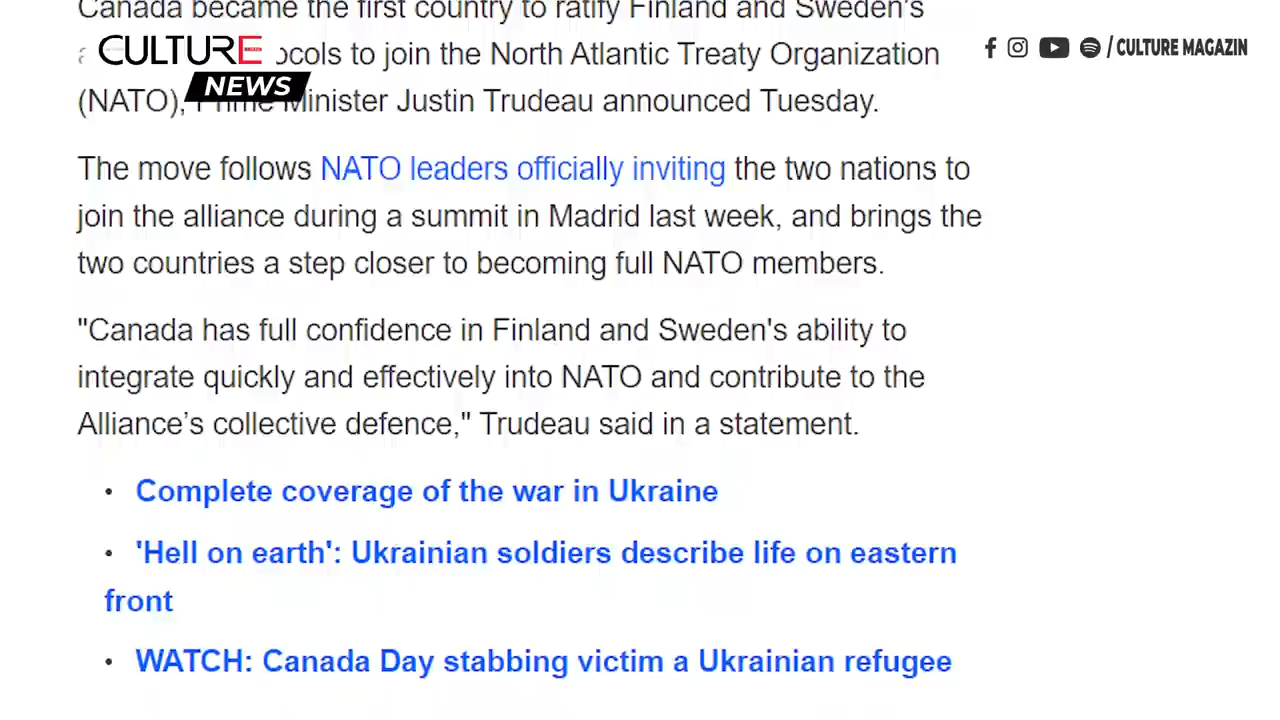 Canada became the first country to ratify Finland and Sweden's
CULTURE
NEWS
f / CULTURE MAGAZIN
to join the North Atlantic Treaty Organization
(NATO), Prime Minister Justin Trudeau announced Tuesday.
The move follows NATO leaders officially inviting the two nations to
join the alliance during a summit in Madrid last week, and brings the
two countries a step closer to becoming full NATO members.
"Canada has full confidence in Finland and Sweden's ability to
integrate quickly and effectively into NATO and contribute to the
Alliance’s collective defence," Trudeau said in a statement.
• Complete coverage of the war in Ukraine
• 'Hell on earth': Ukrainian soldiers describe life on eastern
front
• WATCH: Canada Day stabbing victim a Ukrainian refugee